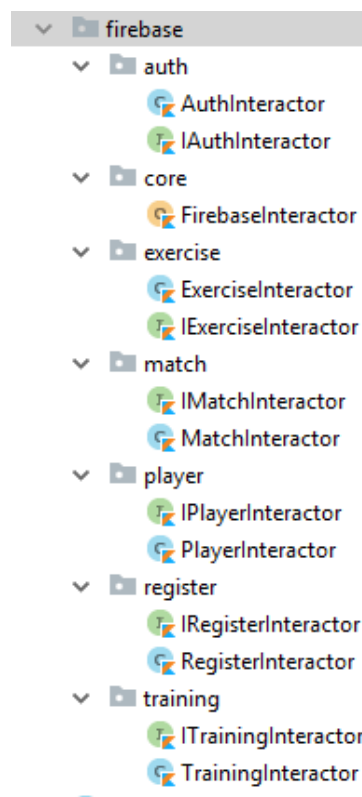 firebase
auth
AuthInteractor
IAuthInteractor
core
FirebaseInteractor
exercise
ExerciseInteractor
IExerciseInteractor
match
IMatchInteractor
MatchInteractor
player
IPlayerInteractor
PlayerInteractor
register
IRegisterInteractor
RegisterInteractor
training
ITrainingInteractor
TrainingInteractor